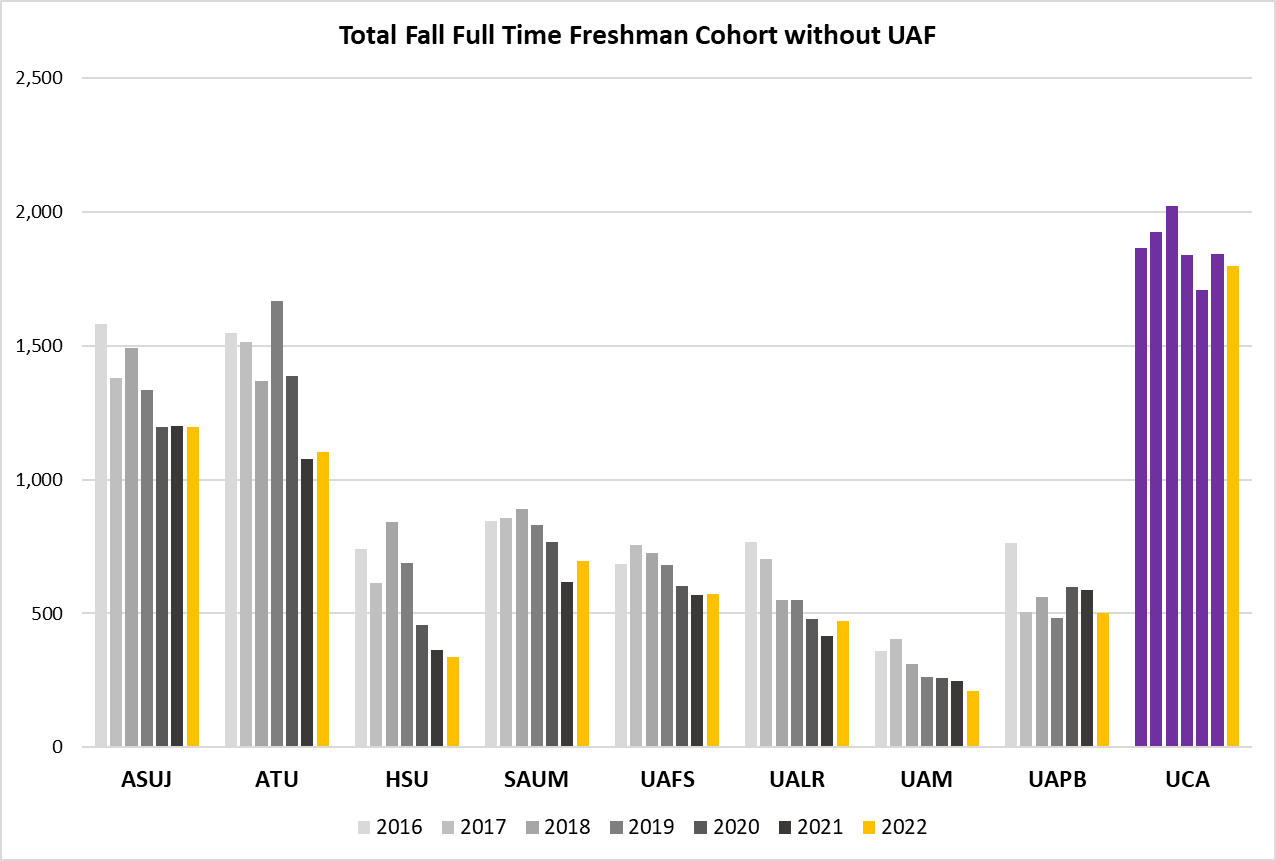 Total Fall Full Time Freshman Cohort without UAF
2,500
2,000
1,500
1,000
500
0
ASUJ ATU HSU SAUM UAFS UALR UAM UAPB UCA
2016 2017 2018 2019 2020 2021 2022